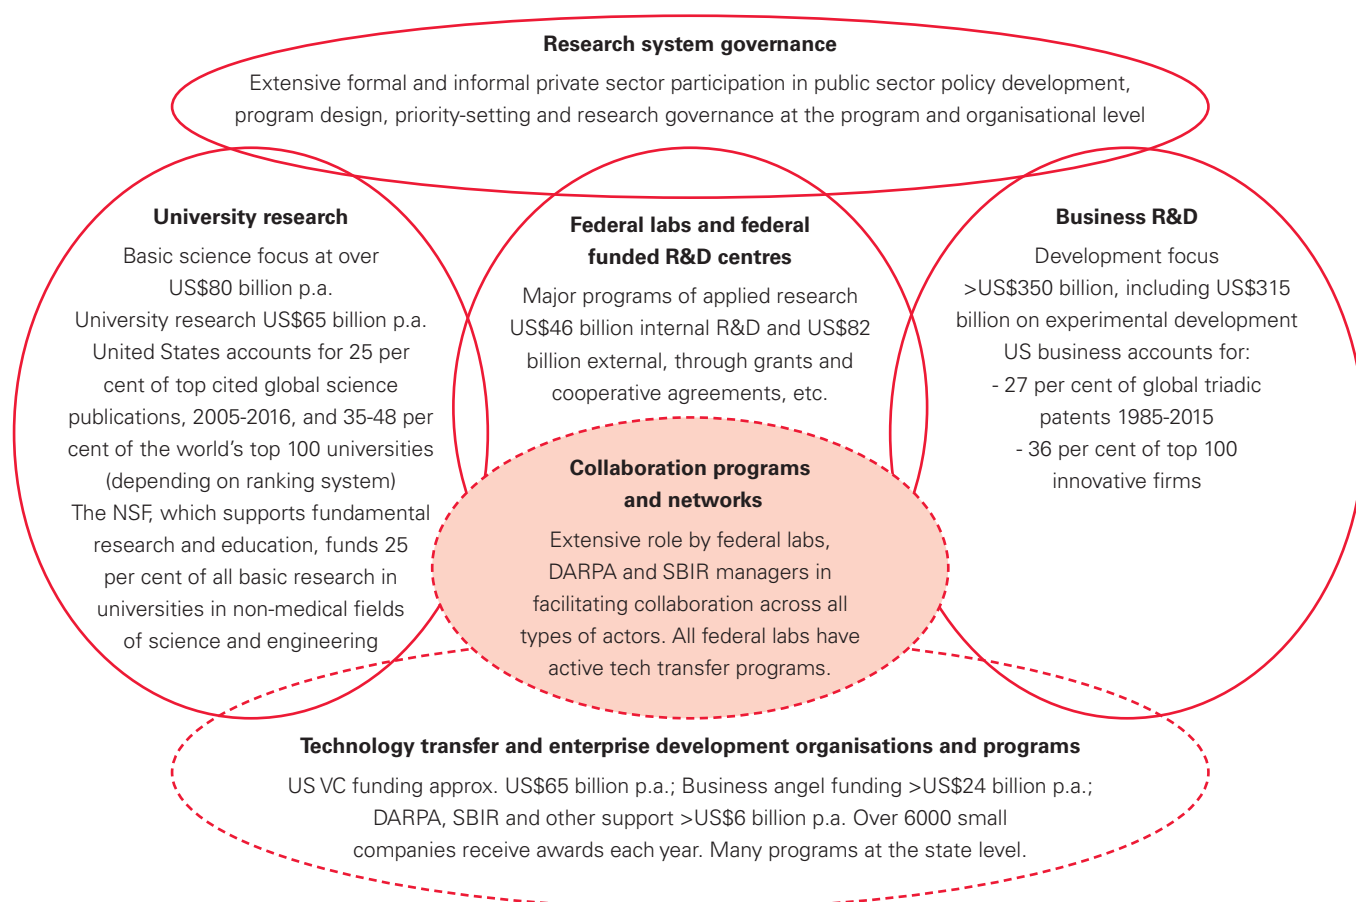 Research system governance
Extensive formal and informal private sector participation in public sector policy development,
program design, priority-setting and research governance at the program and organisational level
University research
Basic science focus at over
US$80 billion p.a.
University research US$65 billion p.a.
United States accounts for 25 per
cent of top cited global science
publications, 2005-2016, and 35-48 per
cent of the world's top 100 universities
(depending on ranking system)
The NSF, which supports fundamental
research and education, funds 25
per cent of all basic research in
universities in non-medical fields
of science and engineering
Federal labs and federal
funded R&D centres
Major programs of applied research
US$46 billion internal R&D and US$82
billion external, through grants and
cooperative agreements, etc.
Business R&D
Development focus
>US$350 billion, including US$315
billion on experimental development
US business accounts for:
- 27 per cent of global triadic
patents 1985-2015
- 36 per cent of top 100
innovative firms
Collaboration programs
and networks
Extensive role by federal labs,
DARPA and SBIR managers in
facilitating collaboration across all
types of actors. All federal labs have
active tech transfer programs.
Technology transfer and enterprise development organisations and programs
US VC funding approx. US$65 billion p.a.; Business angel funding >US$24 billion p.a.;
DARPA, SBIR and other support >US$6 billion p.a. Over 6000 small
companies receive awards each year. Many programs at the state level.